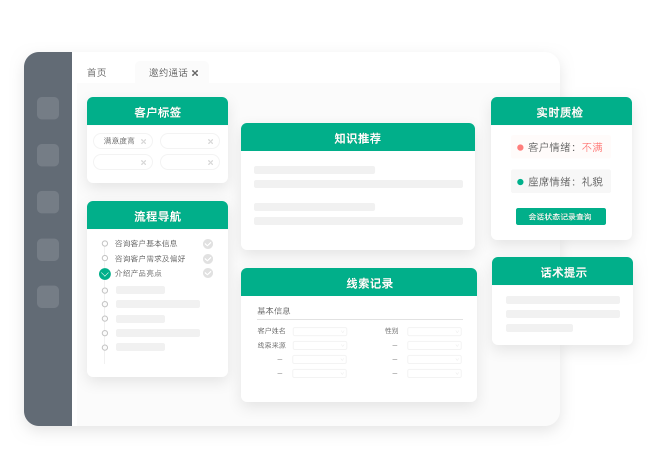 首页
邀约通话 ×
客户标签
满意度高 ×
×
×
×
流程导航
咨询客户基本信息
咨询客户需求及偏好
介绍产品亮点
知识推荐
线索记录
基本信息
客户姓名
性别
线索来源
–
–
–
–
–
实时质检
客户情绪：不满
座席情绪：礼貌
会话状态记录查询
话术提示